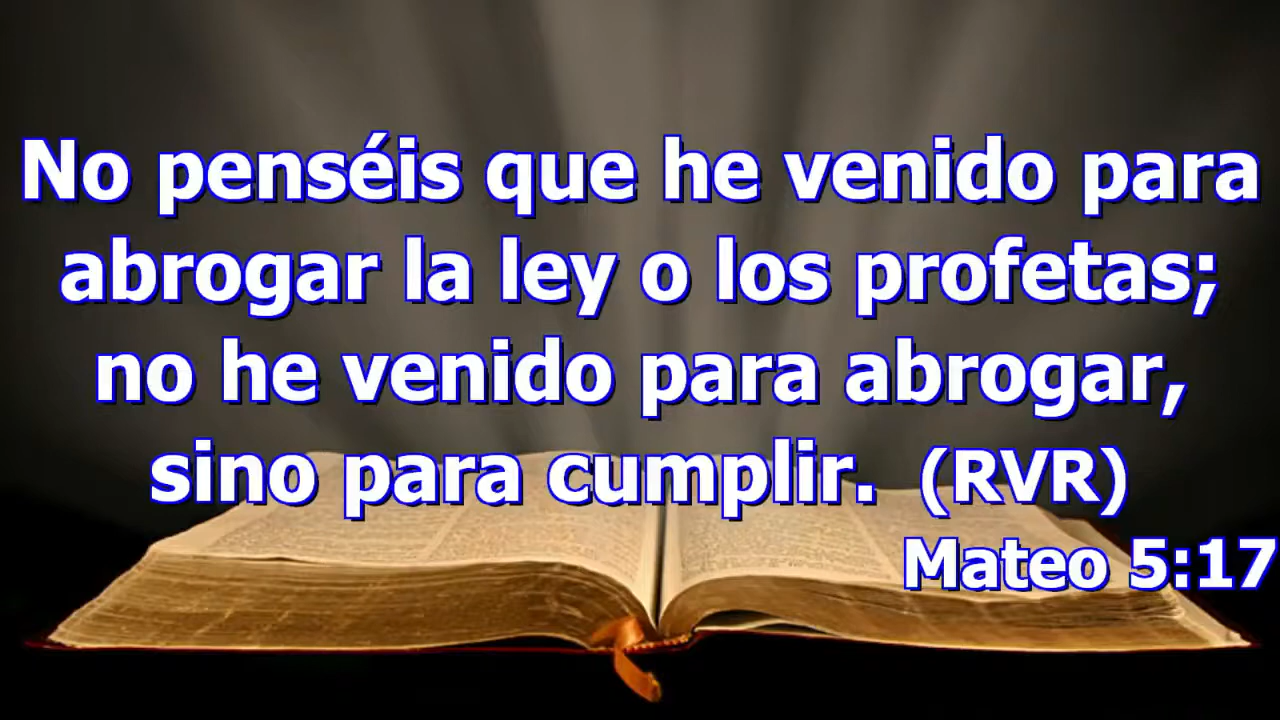 No penséis que he venido para
abrogar la ley o los profetas;
no he venido para abrogar,
sino para cumplir. (RVR)
Mateo 5:17